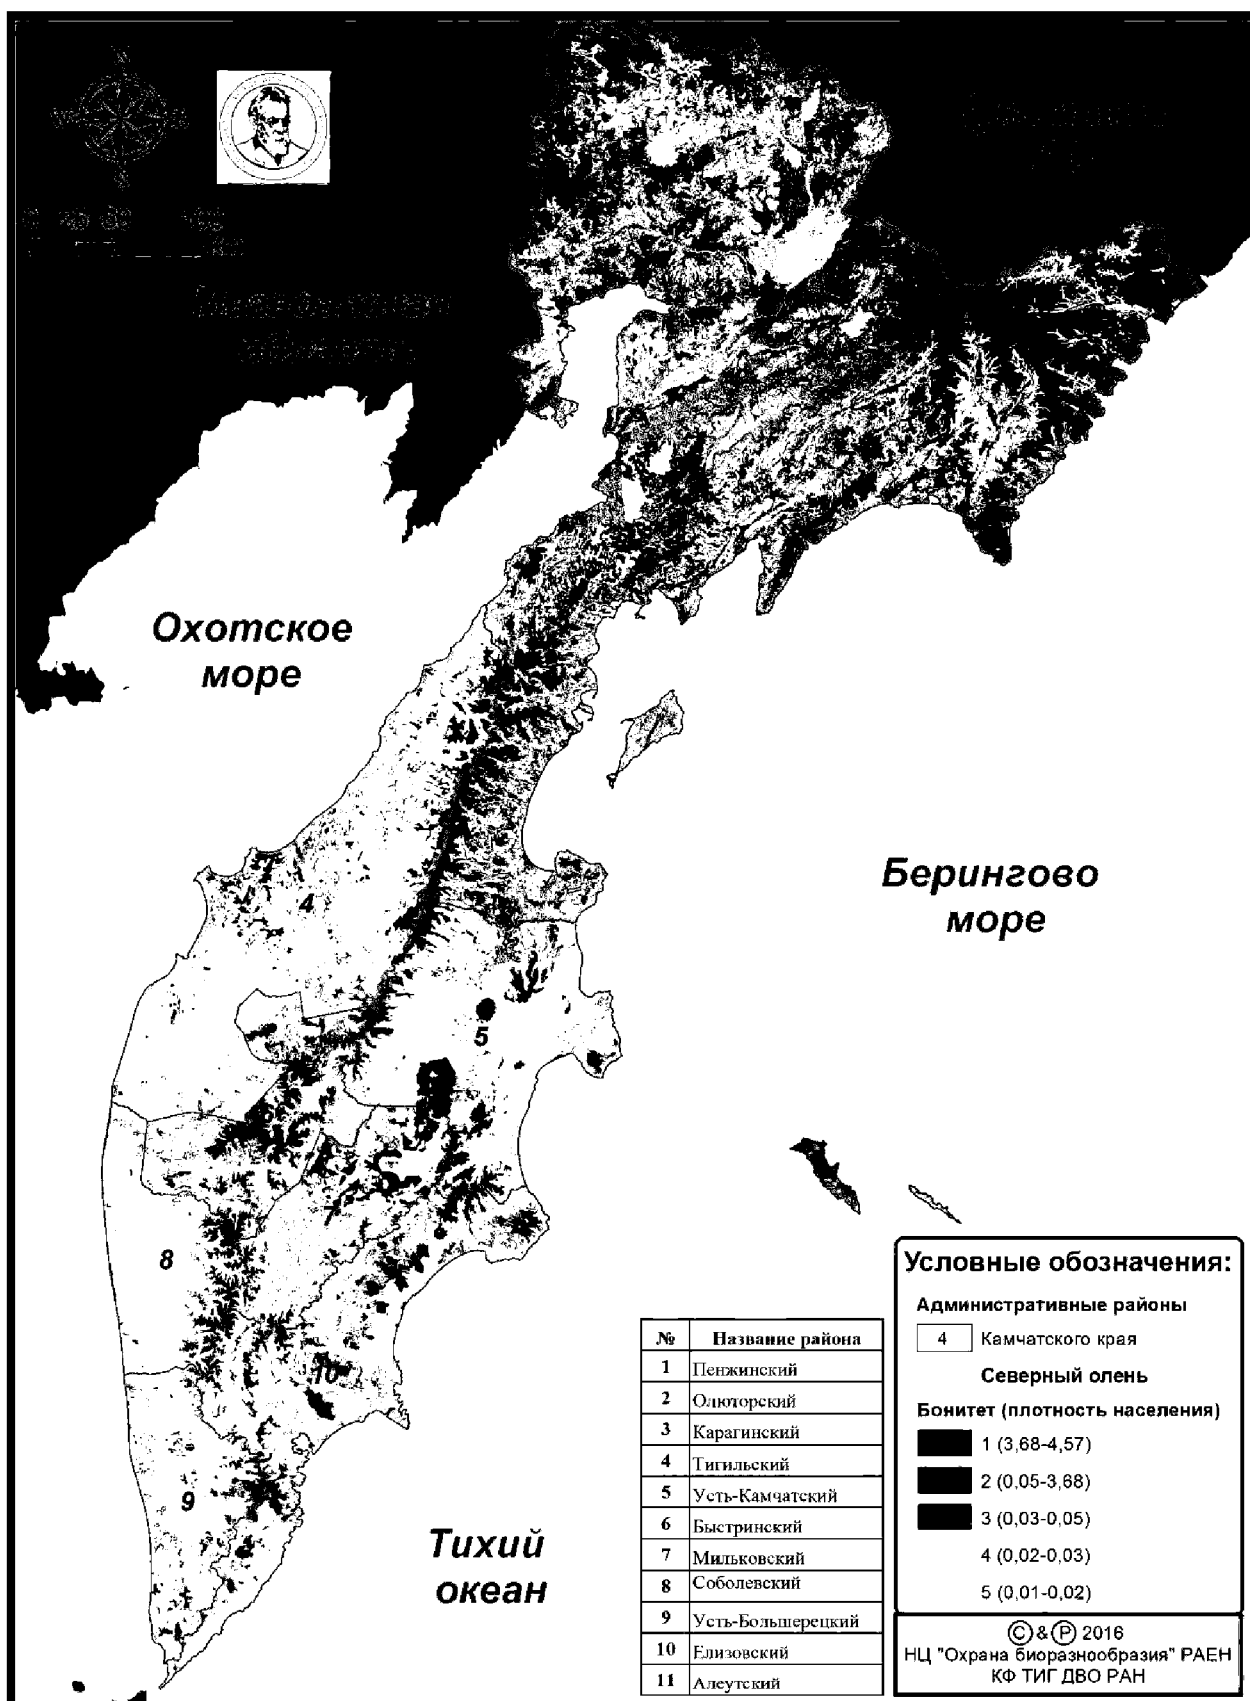 Охотское
море
Берингово
море
Тихий
океан
4
5
8
9
10
№ Название района
1 Пенжинский
2 Олюторский
3 Карагинский
4 Тигильский
5 Усть-Камчатский
6 Быстринский
7 Мильковский
8 Соболевский
9 Усть-Большерецкий
10 Елизовский
11 Алеутский
Условные обозначения:
Административные районы
4 Камчатского края
Северный олень
Бонитет (плотность населения)
1 (3,68-4,57)
2 (0,05-3,68)
3 (0,03-0,05)
4 (0,02-0,03)
5 (0,01-0,02)
©&℗ 2016
НЦ "Охрана биоразнообразия" РАЕН
КФ ТИГ ДВО РАН